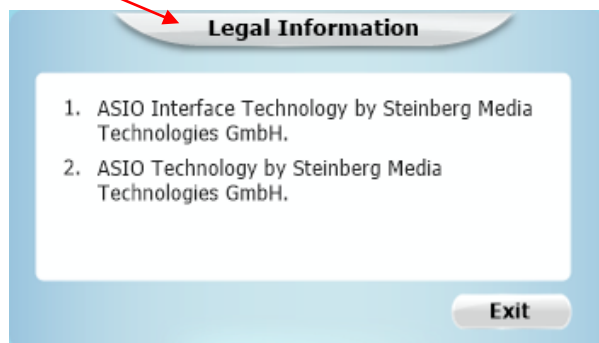 Legal Information
1. ASIO Interface Technology by Steinberg Media
Technologies GmbH.
2. ASIO Technology by Steinberg Media
Technologies GmbH.
Exit